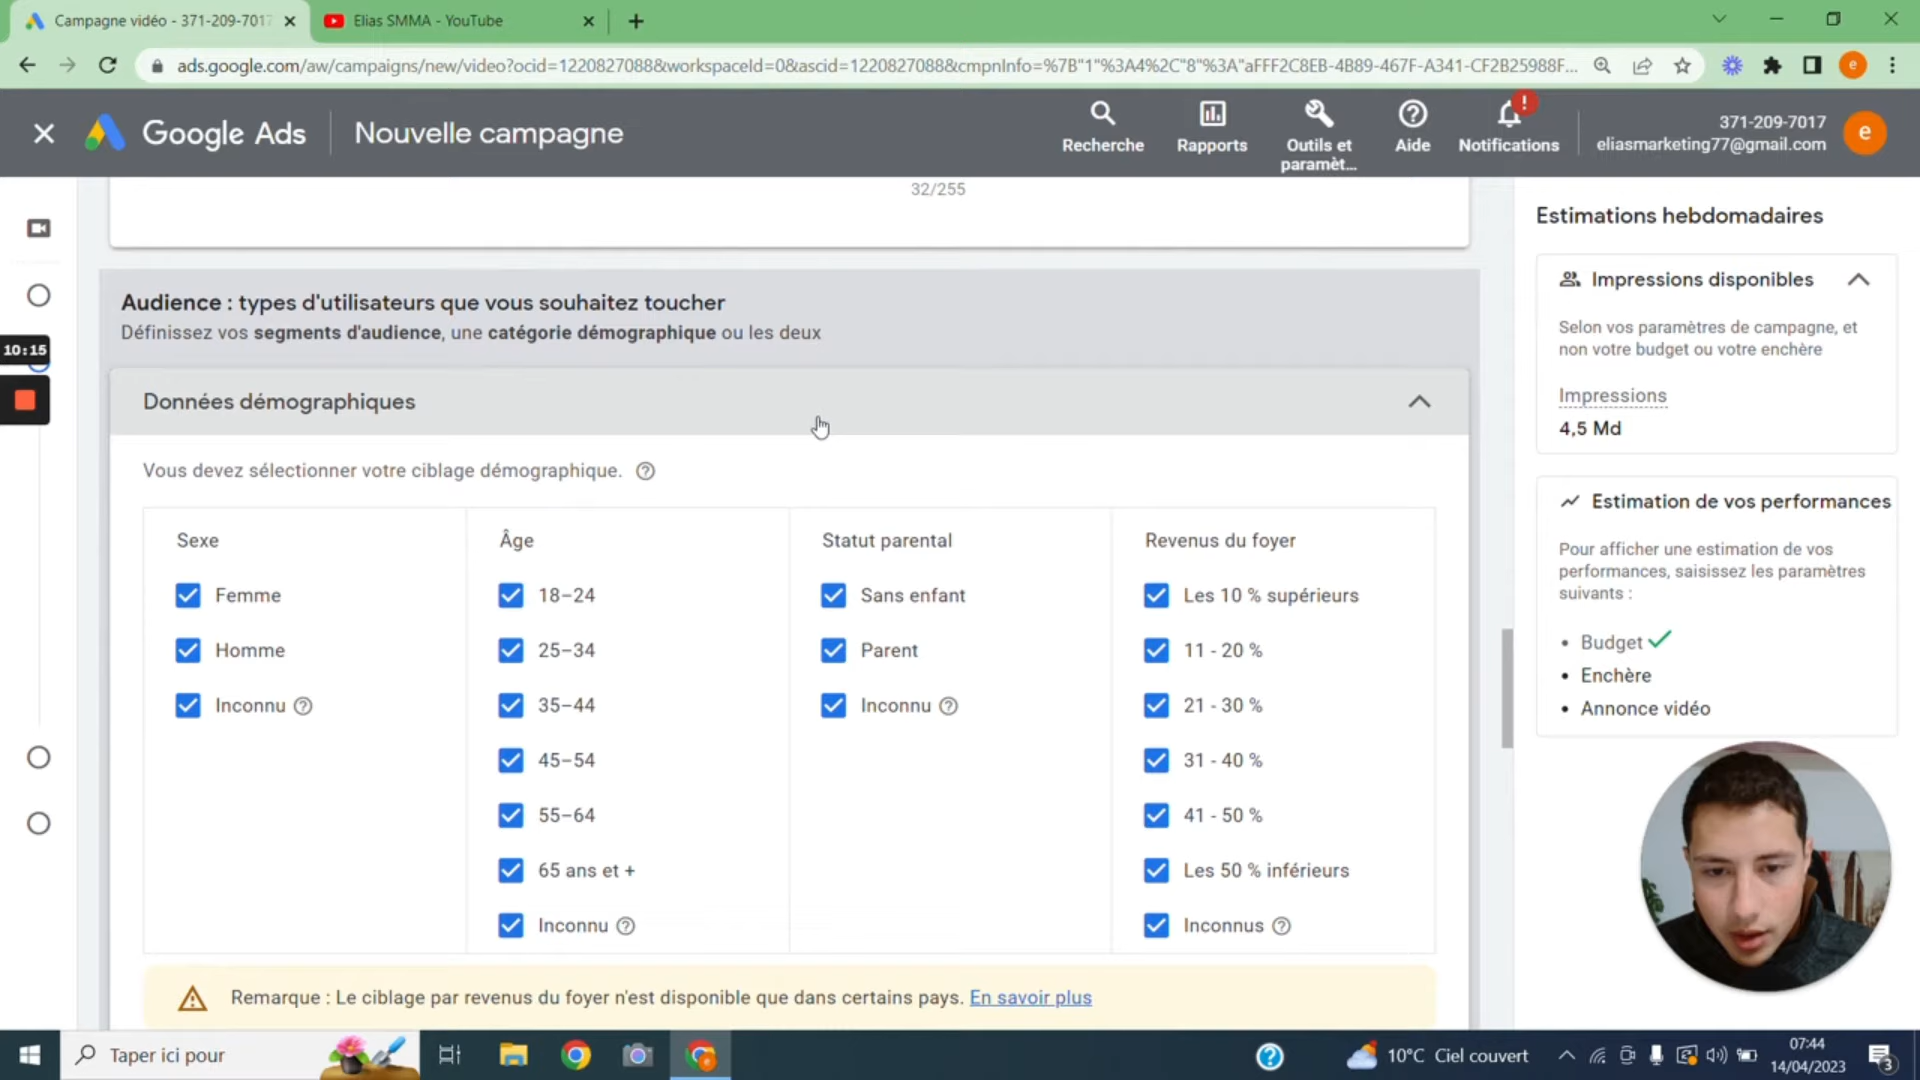 Campagne vidéo - 371-209-7017
Elias SMMA - YouTube
ads.google.com/aw/campaigns/new/video?ocid=1220827088&workspaceId=0&ascid=1220827088&cmpnInfo=%7B"1"%3A4%2C"8"%3A"aFFF2C8EB-4B89-467F-A341-CF2B25988F...
e
Google Ads
Nouvelle campagne
Recherche
Rapports
Outils et
paramèt...
Aide
!
Notifications
371-209-7017
eliasmarketing77@gmail.com
e
32/255
10:15
Audience : types d'utilisateurs que vous souhaitez toucher
Définissez vos segments d'audience, une catégorie démographique ou les deux
Données démographiques
Vous devez sélectionner votre ciblage démographique.
Sexe
Femme
Homme
Inconnu
Âge
18–24
25–34
35–44
45–54
55–64
65 ans et +
Inconnu
Statut parental
Sans enfant
Parent
Inconnu
Revenus du foyer
Les 10 % supérieurs
11 - 20 %
21 - 30 %
31 - 40 %
41 - 50 %
Les 50 % inférieurs
Inconnus
Remarque : Le ciblage par revenus du foyer n'est disponible que dans certains pays. En savoir plus
Estimations hebdomadaires
Impressions disponibles
Selon vos paramètres de campagne, et
non votre budget ou votre enchère
Impressions
4,5 Md
Estimation de vos performances
Pour afficher une estimation de vos
performances, saisissez les paramètres
suivants :
• Budget
• Enchère
• Annonce vidéo
Taper ici pour
10°C Ciel couvert
07:44
14/04/2023
3